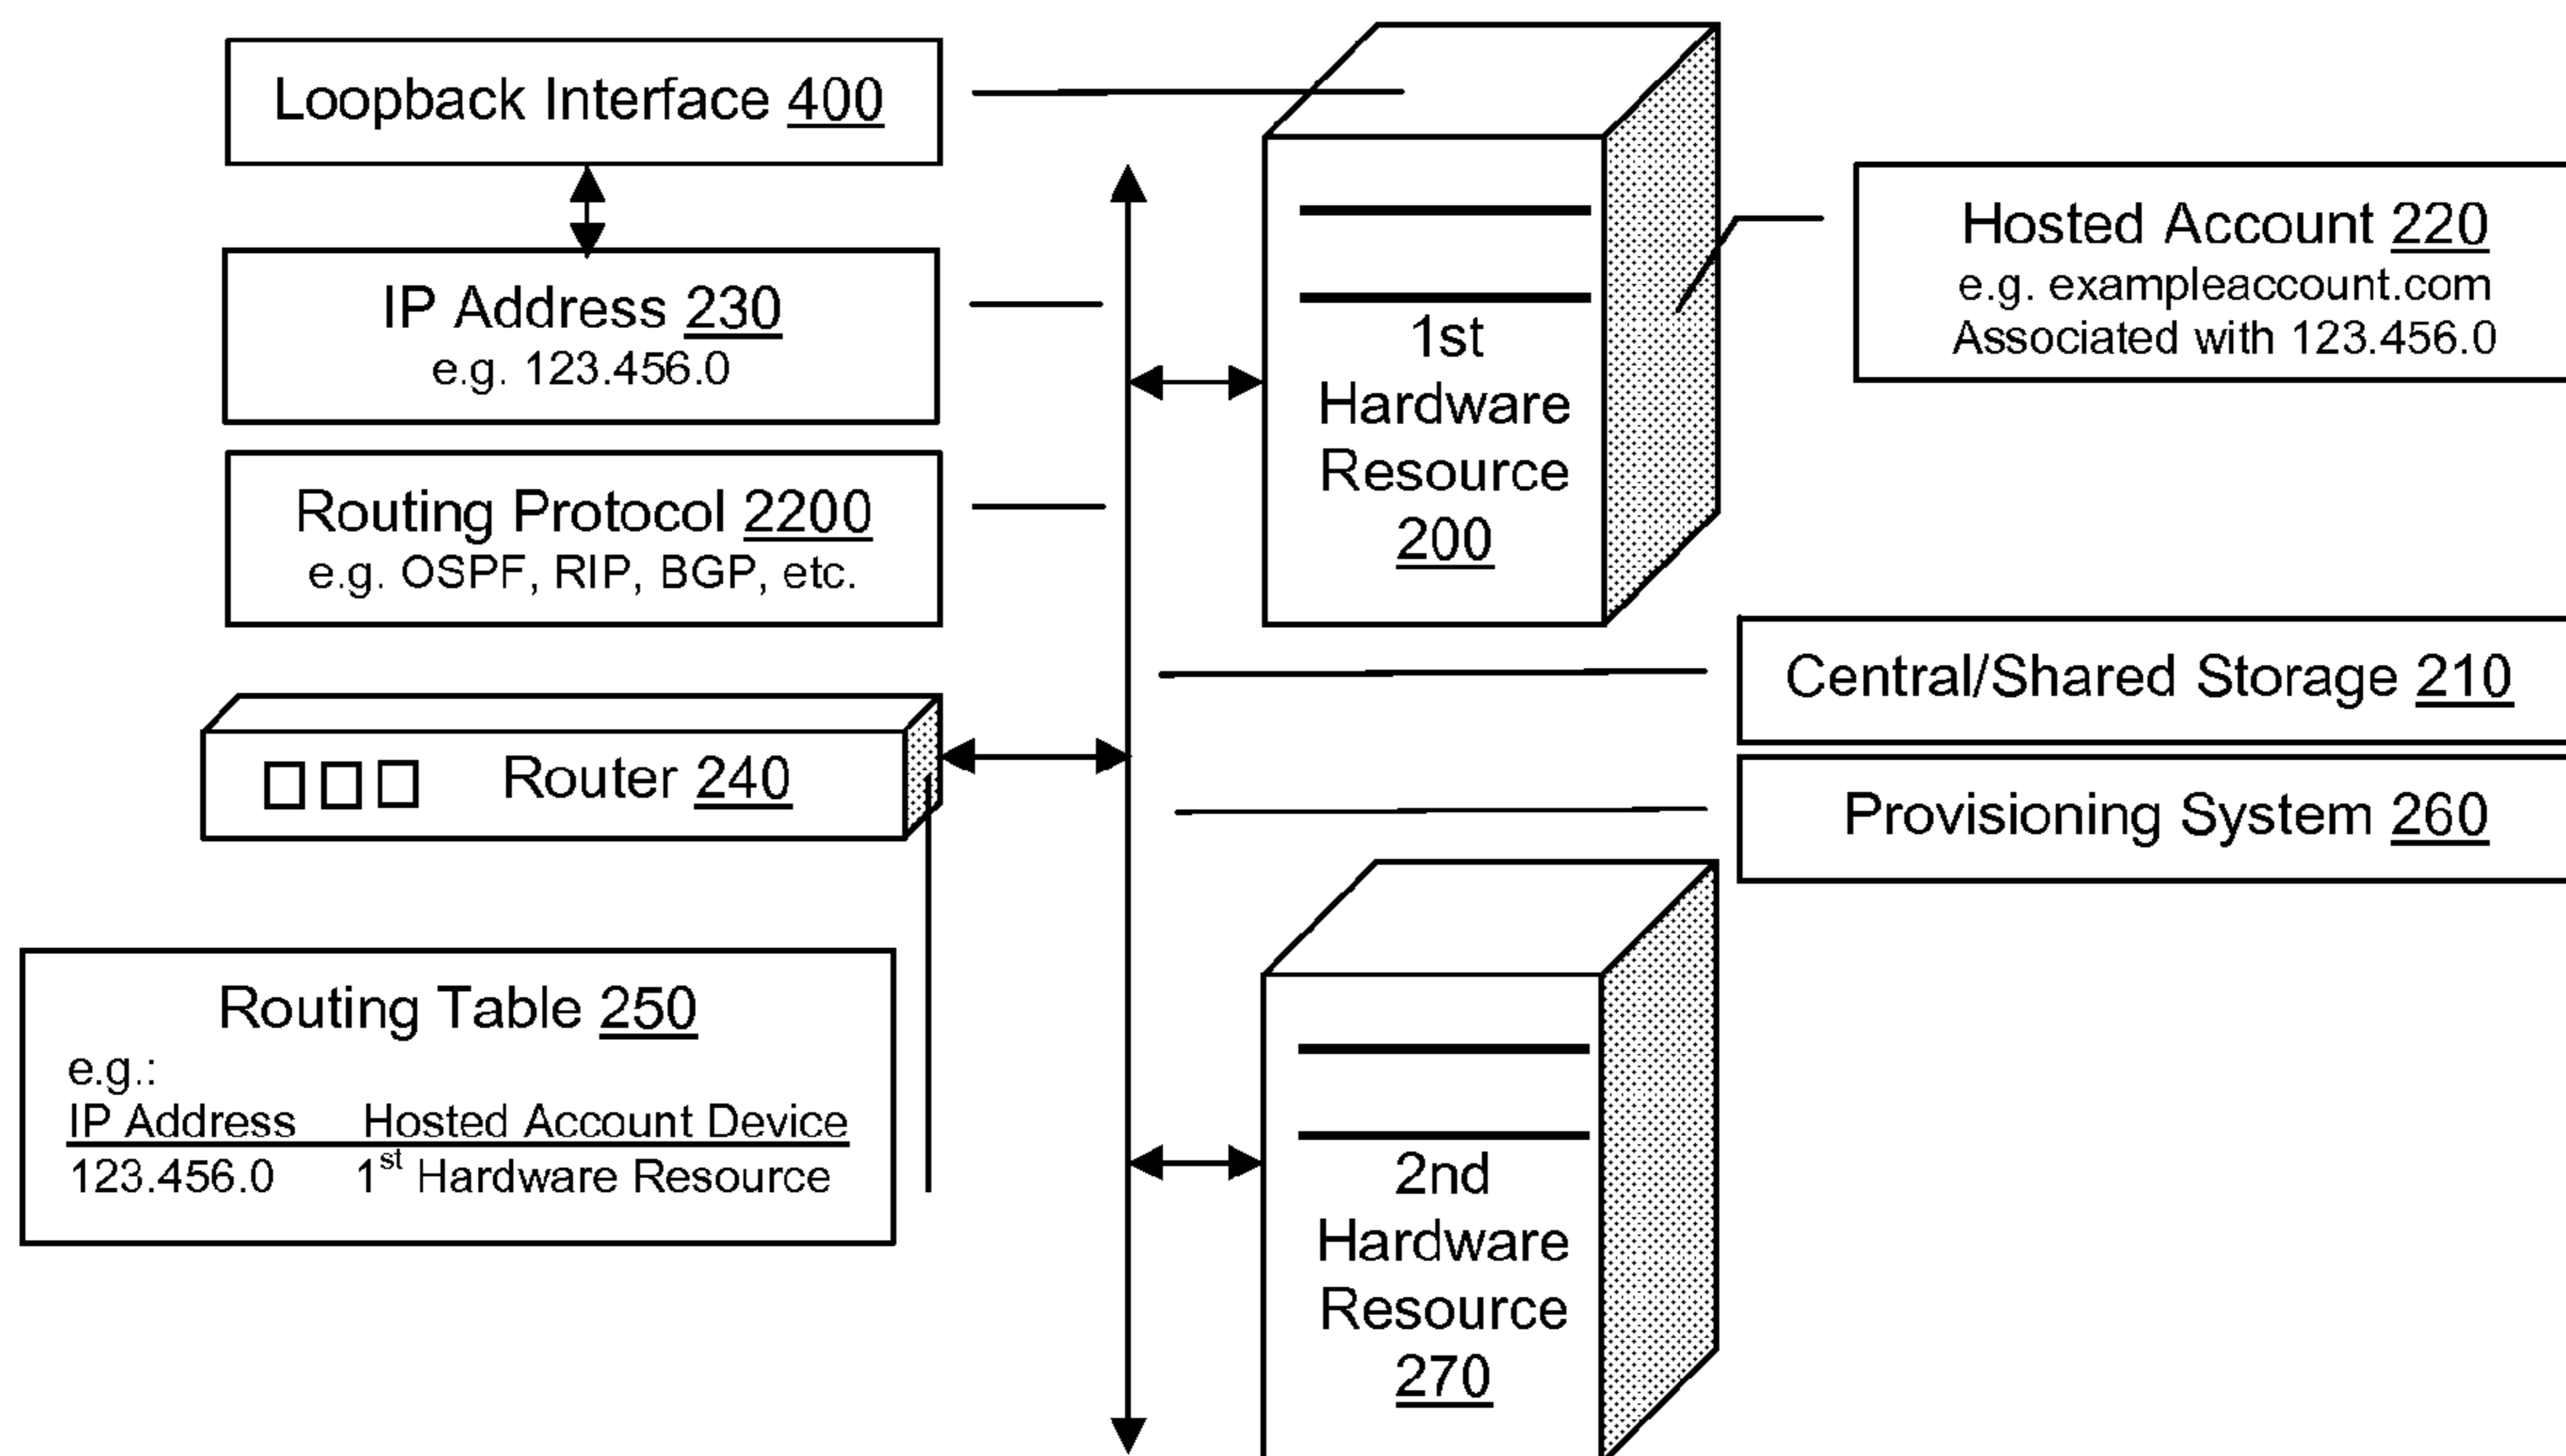 Loopback Interface 400
IP Address 230
e.g. 123.456.0
Routing Protocol 2200
e.g. OSPF, RIP, BGP, etc.
Router 240
Routing Table 250
e.g.:
IP Address Hosted Account Device
123.456.0 1st Hardware Resource
1st
Hardware
Resource
200
Hosted Account 220
e.g. exampleaccount.com
Associated with 123.456.0
Central/Shared Storage 210
Provisioning System 260
2nd
Hardware
Resource
270